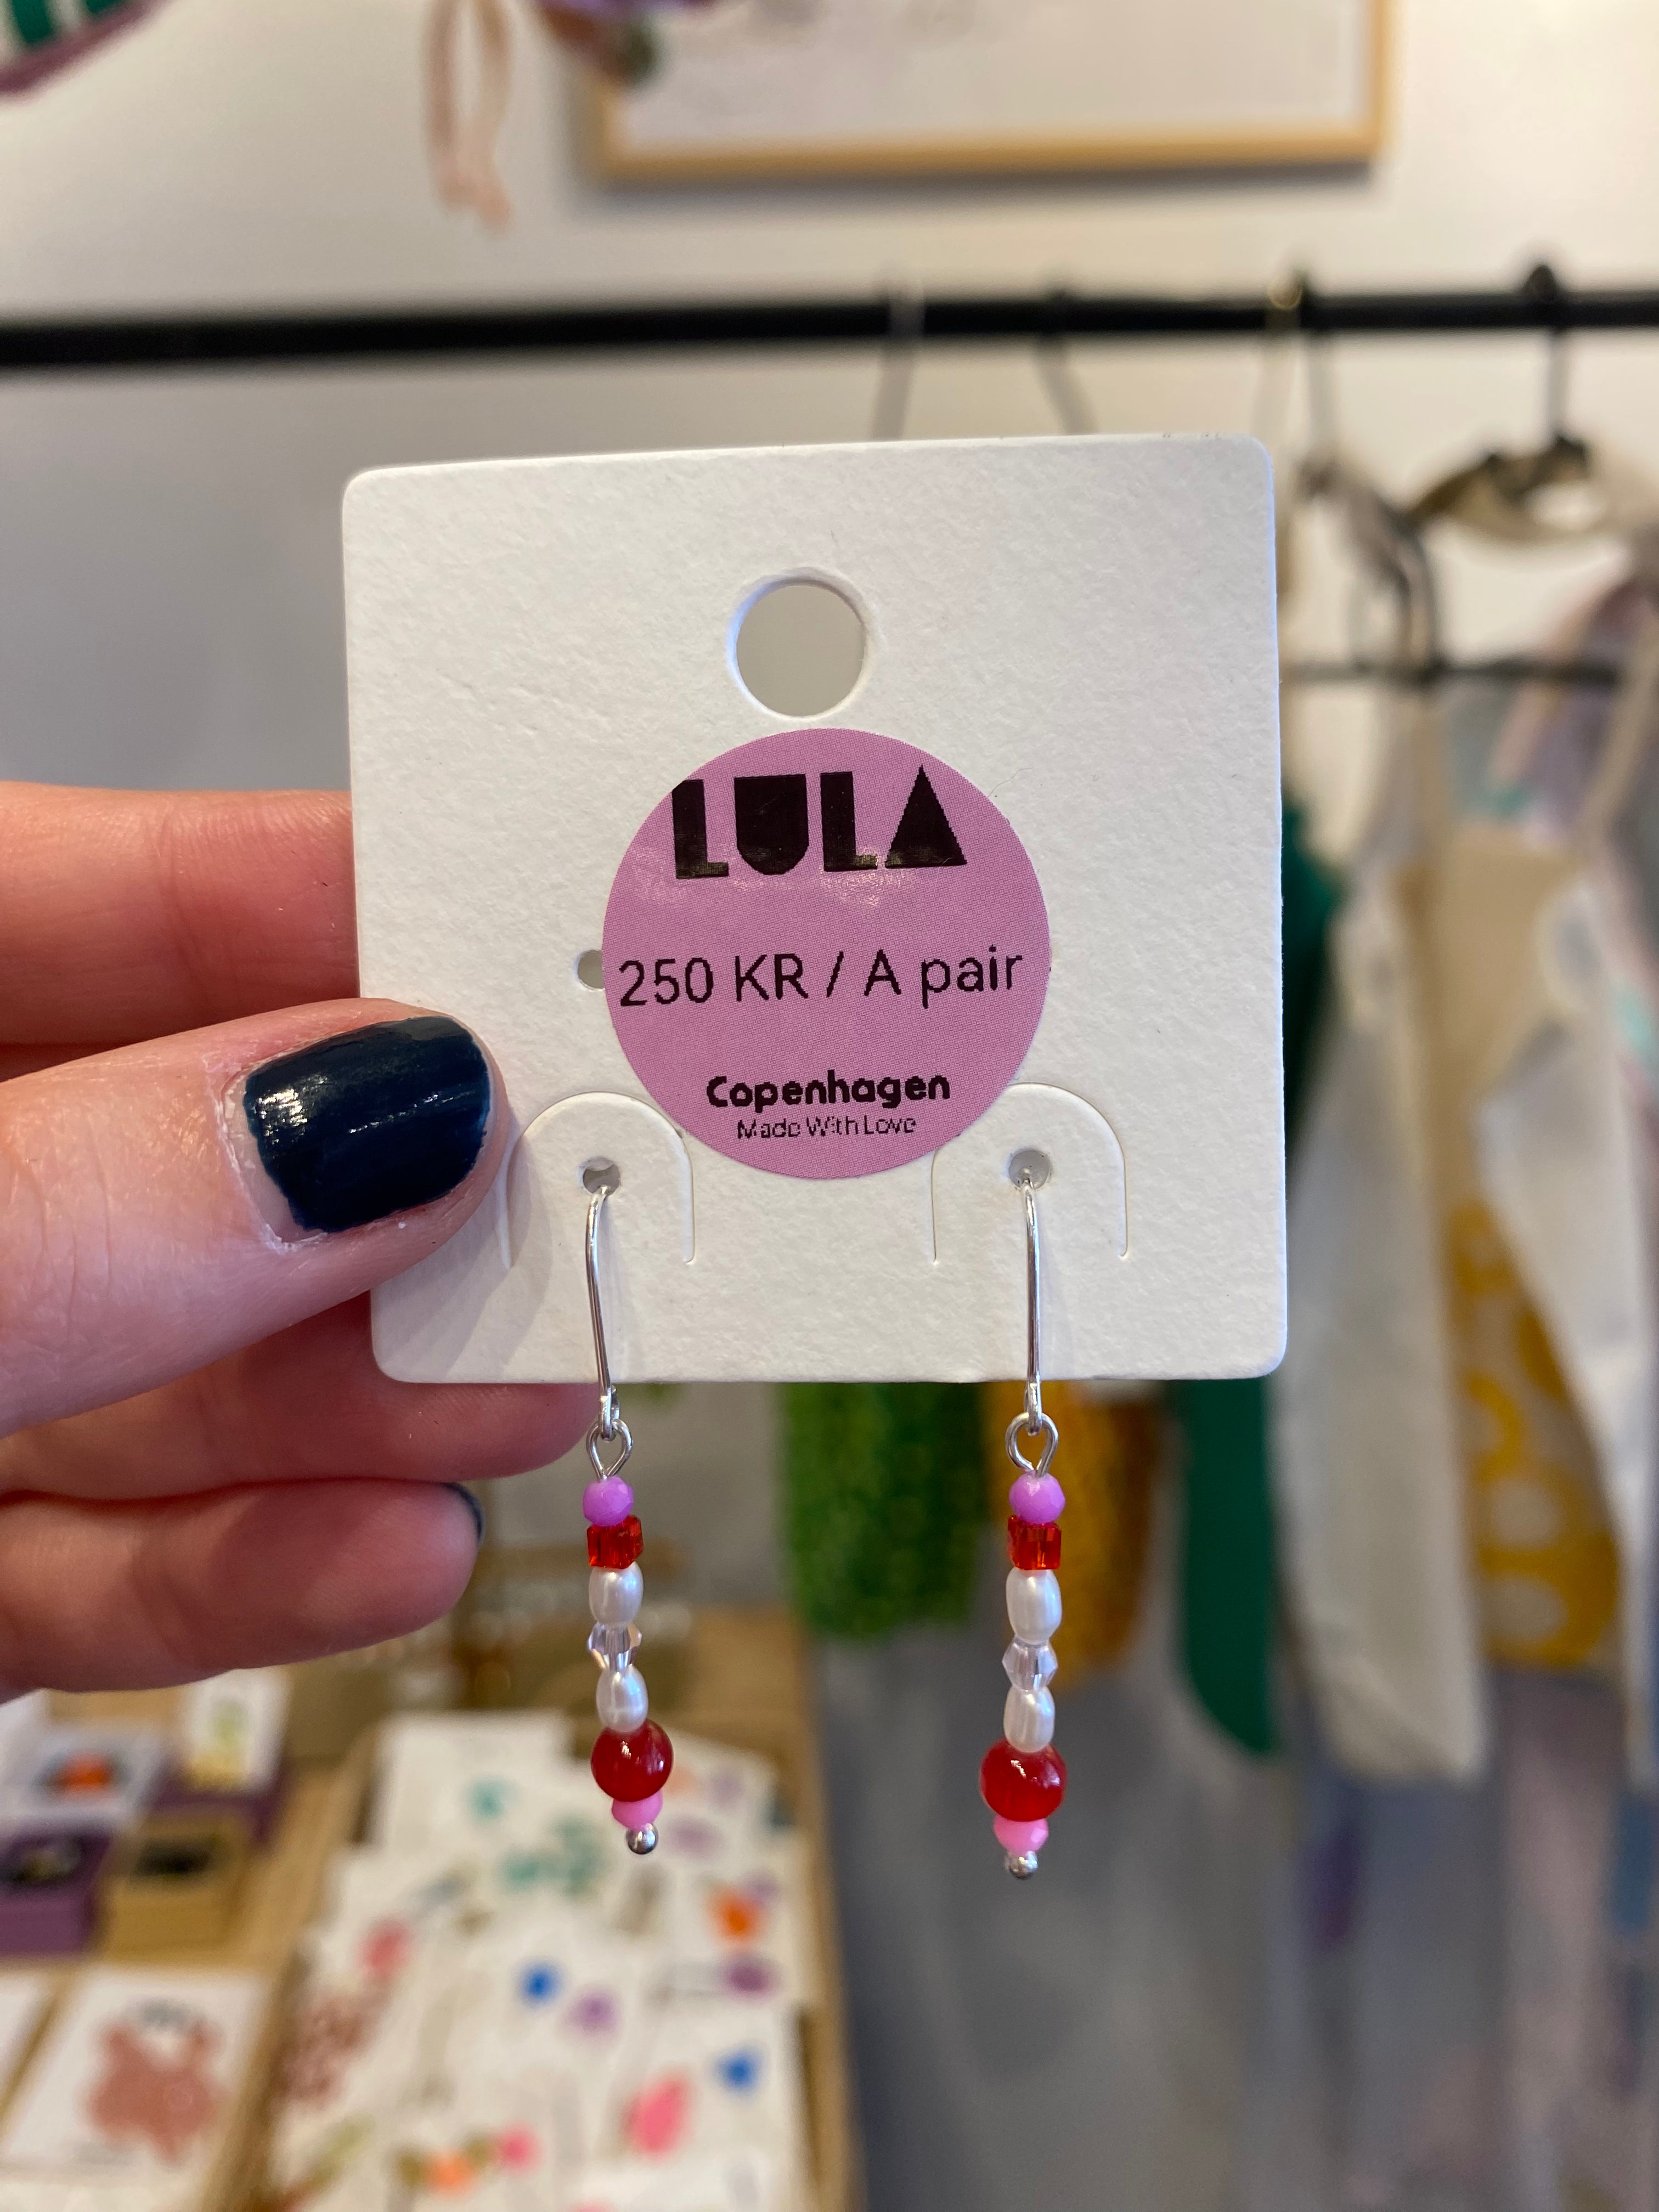 LULA
250 KR / A pair
Copenhagen
Made With Love